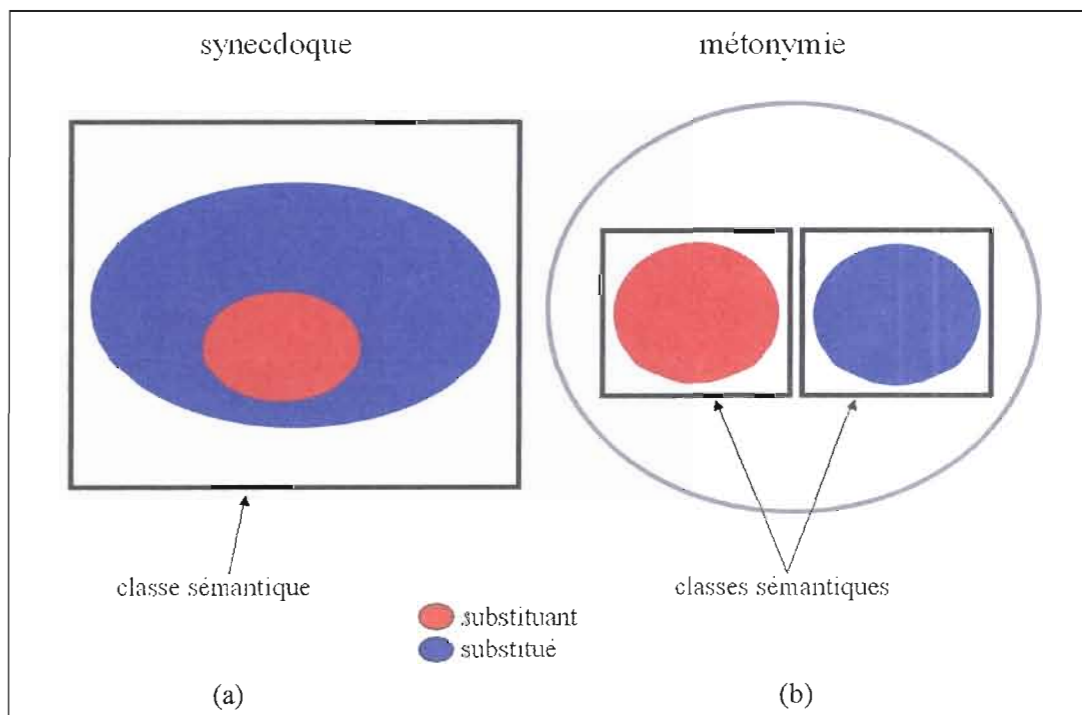 synecdoque
métonymie
classe sémantique
classes sémantiques
substituant
substitué
(a)
(b)